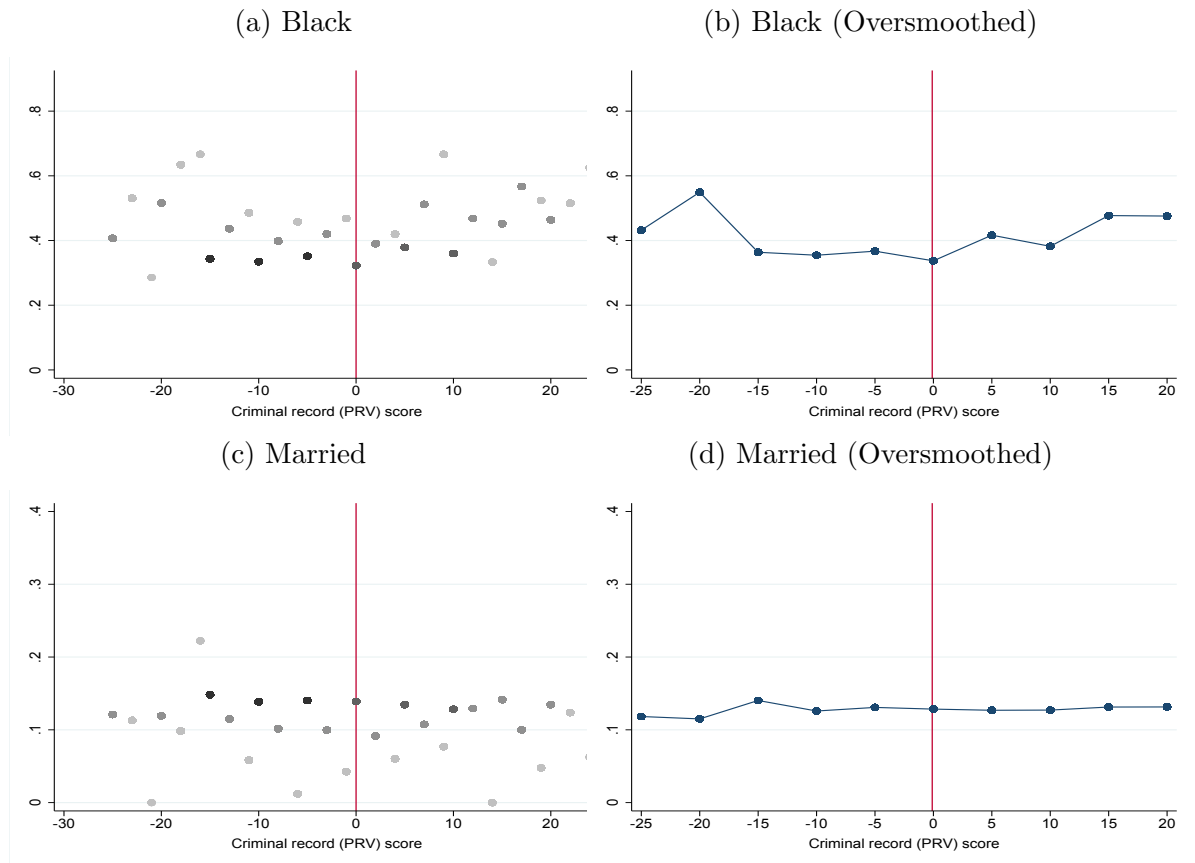 (a) Black
(b) Black (Oversmoothed)
.8
.6
.4
.2
0
-30 -20 -10 0 10 20
Criminal record (PRV) score
.8
.6
.4
.2
0
-25 -20 -15 -10 -5 0 5 10 15 20
Criminal record (PRV) score
(c) Married
(d) Married (Oversmoothed)
.4
.3
.2
.1
0
-30 -20 -10 0 10 20
Criminal record (PRV) score
.4
.3
.2
.1
0
-25 -20 -15 -10 -5 0 5 10 15 20
Criminal record (PRV) score